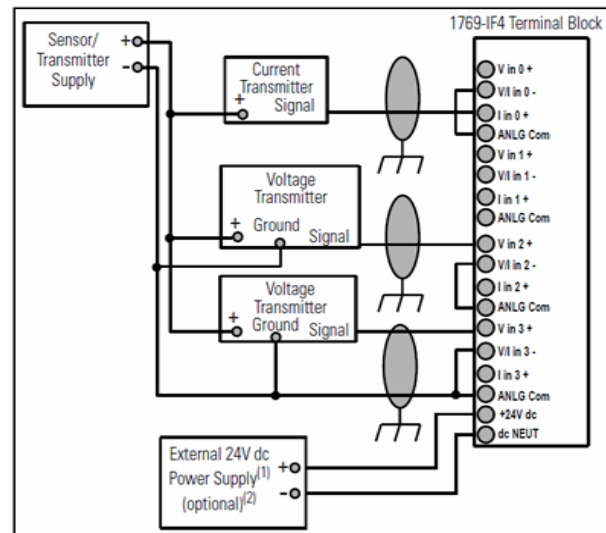 1769-IF4 Terminal Block
Sensor/
Transmitter
Supply
+
-
Current
Transmitter
Signal
+
Voltage
Transmitter
Ground
+
Signal
Voltage
Transmitter
Ground
+
Signal
External 24V dc
Power Supply(1)
(optional)(2)
+
-
V in 0 +
V/I in 0 -
I in 0 +
ANLG Com
V in 1 +
V/I in 1 -
I in 1 +
ANLG Com
V in 2 +
V/I in 2 -
I in 2 +
ANLG Com
V in 3 +
V/I in 3 -
I in 3 +
ANLG Com
+24V dc
dc NEUT